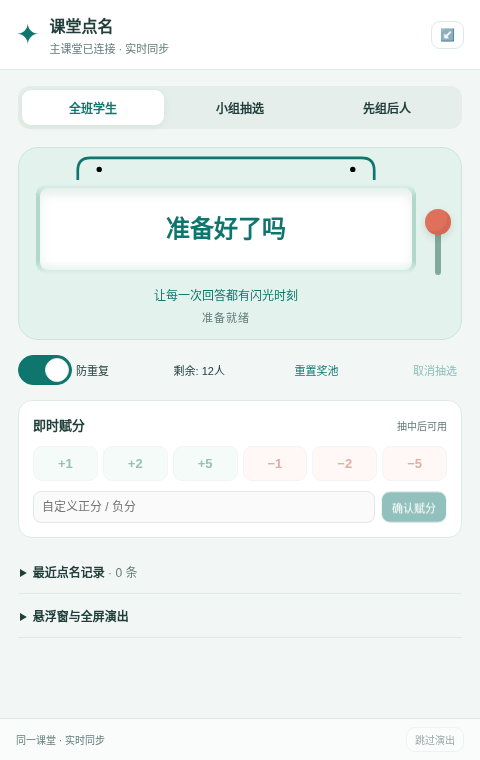 课堂点名
主课堂已连接 · 实时同步
全班学生
小组抽选
先组后人
准备好了吗
让每一次回答都有闪光时刻
准备就绪
防重复
剩余: 12人
重置奖池
取消抽选
即时赋分
抽中后可用
+1
+2
+5
−1
−2
−5
自定义正分 / 负分
确认赋分
最近点名记录 · 0 条
悬浮窗与全屏演出
同一课堂 · 实时同步
跳过演出